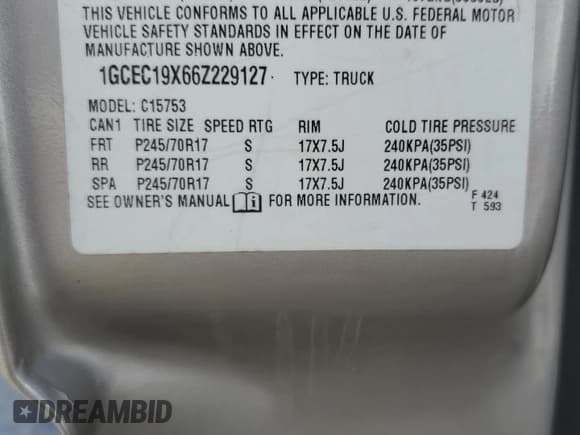 THIS VEHICLE CONFORMS TO ALL APPLICABLE U.S. FEDERAL MOTOR
VEHICLE SAFETY STANDARDS IN EFFECT ON THE DATE OF
MANUFACTURE SHOWN ABOVE.
1GCEC19X66Z229127 TYPE: TRUCK
MODEL: C15753
CAN1 TIRE SIZE SPEED RTG RIM COLD TIRE PRESSURE
FRT P245/70R17 S 17X7.5J 240KPA(35PSI)
RR P245/70R17 S 17X7.5J 240KPA(35PSI)
SPA P245/70R17 S 17X7.5J 240KPA(35PSI)
SEE OWNER'S MANUAL i FOR MORE INFORMATION.
F 424
T 593
DREAMBID